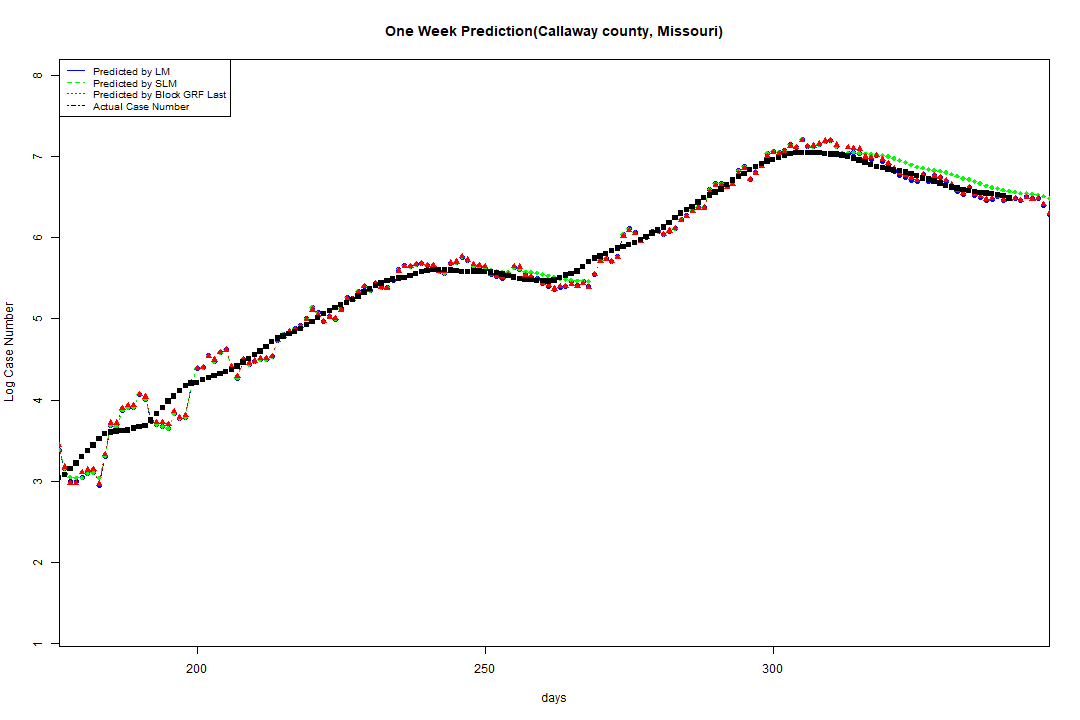 One Week Prediction(Callaway county, Missouri)
Predicted by LM
Predicted by SLM
Predicted by Block GRF Last
Actual Case Number
8
7
6
5
4
3
2
1
Log Case Number
200 250 300
days